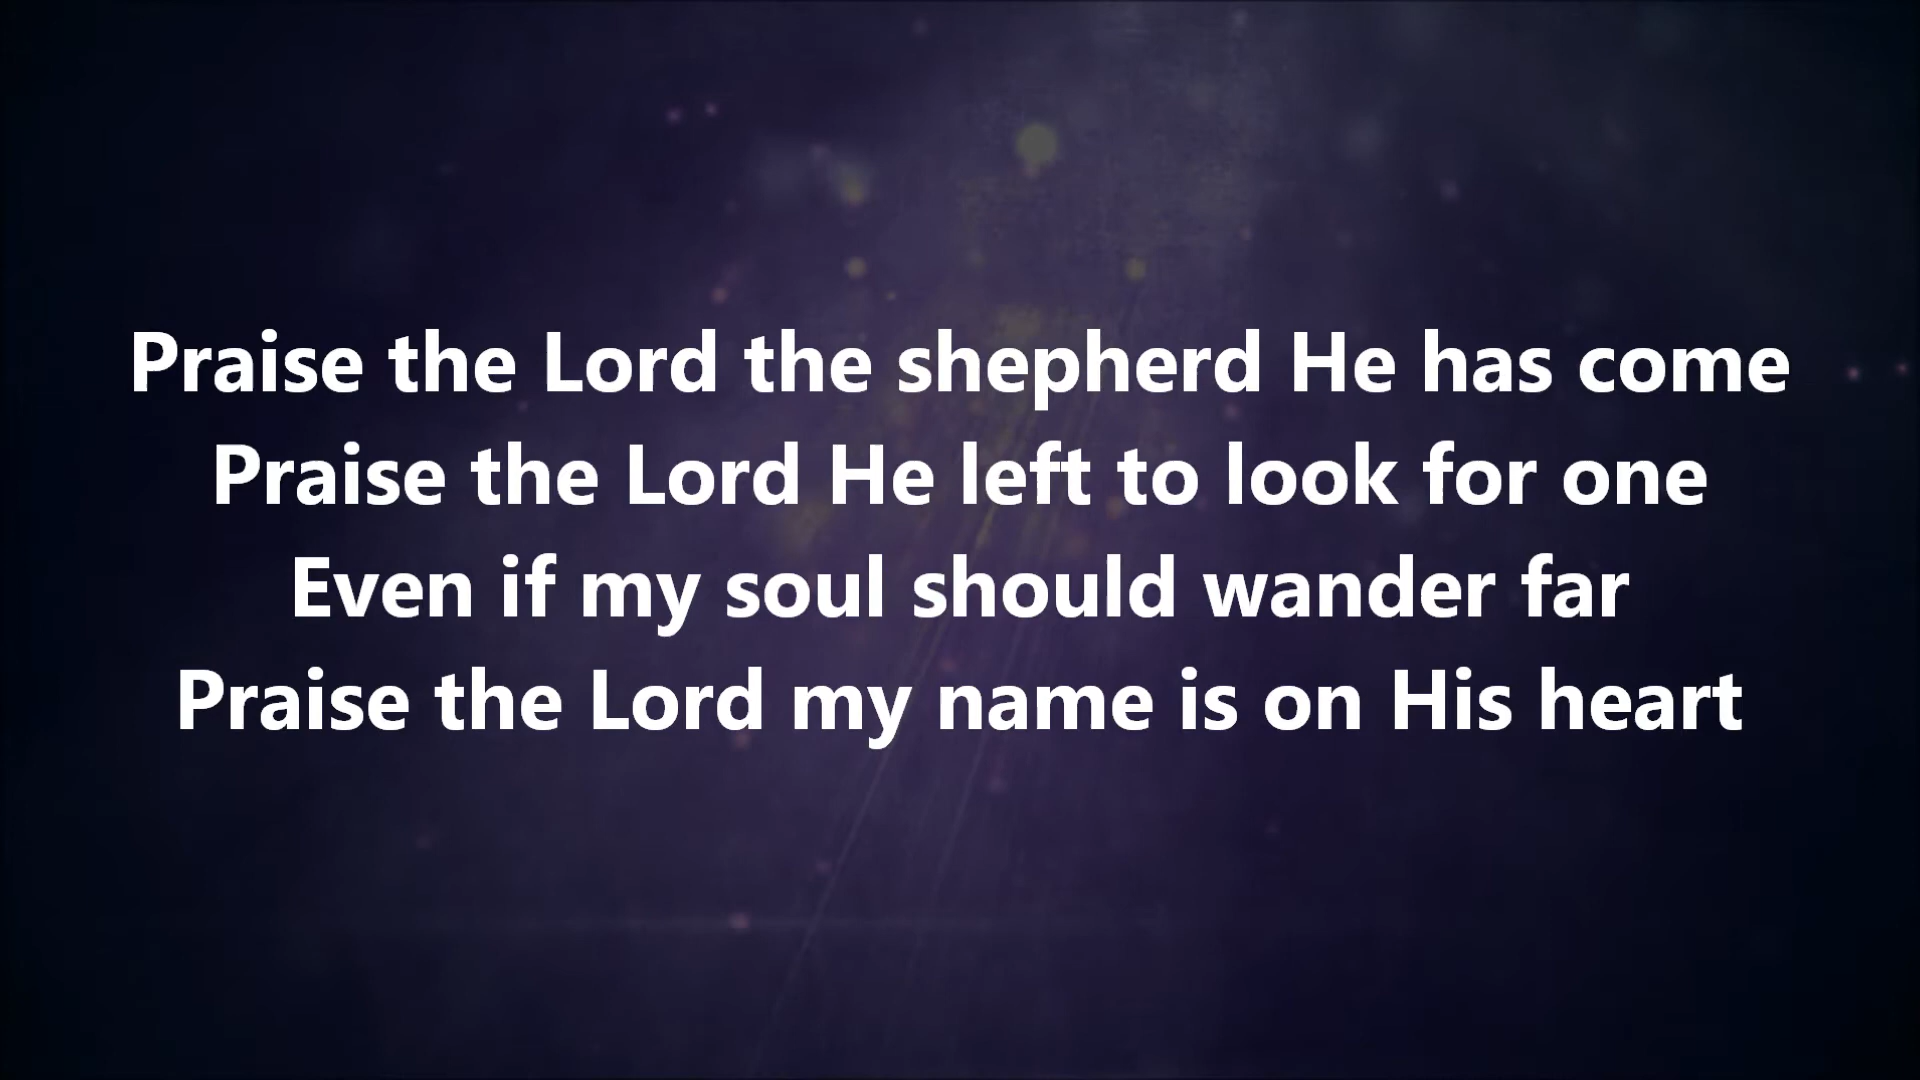 Praise the Lord the shepherd He has come
Praise the Lord He left to look for one
Even if my soul should wander far
Praise the Lord my name is on His heart